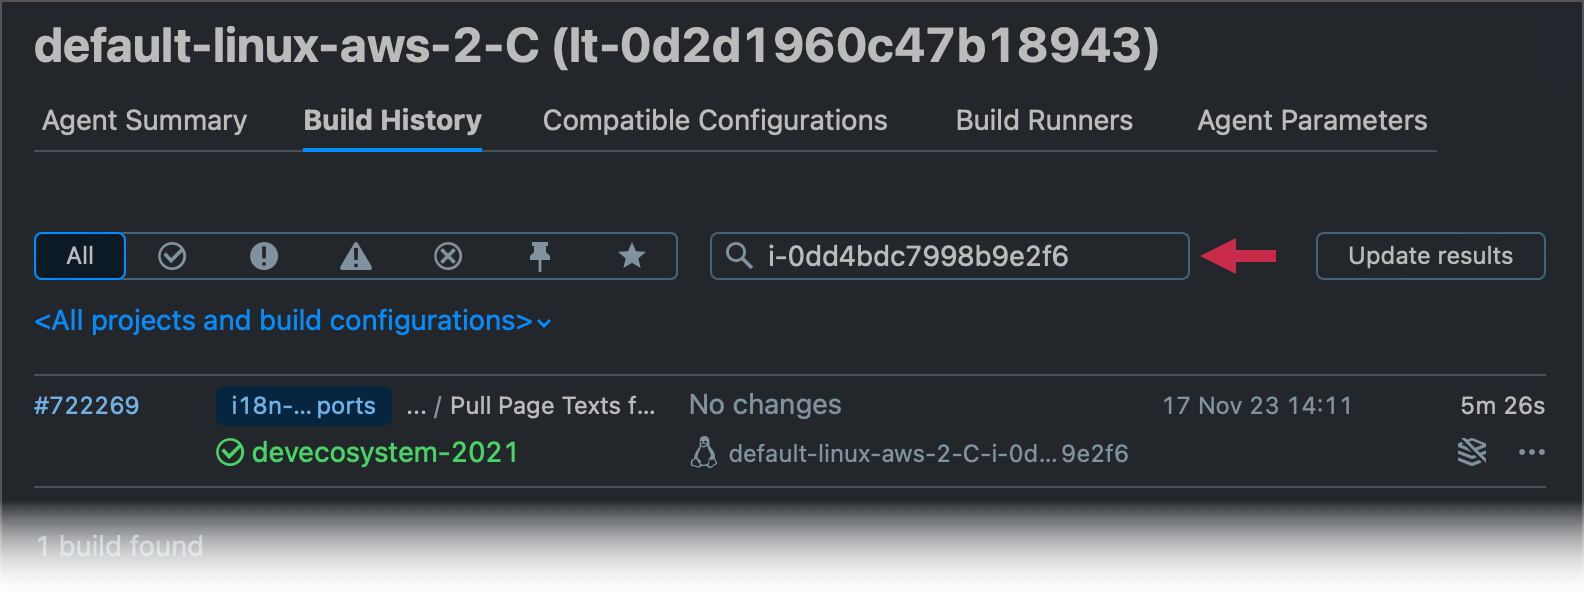 default-linux-aws-2-C (lt-0d2d1960c47b18943)
Agent Summary Build History Compatible Configurations Build Runners Agent Parameters
All i-0dd4bdc7998b9e2f6 Update results
<All projects and build configurations>
#722269 i18n-... ports ... / Pull Page Texts f... No changes 17 Nov 23 14:11 5m 26s
devecosystem-2021 default-linux-aws-2-C-i-0d... 9e2f6
1 build found